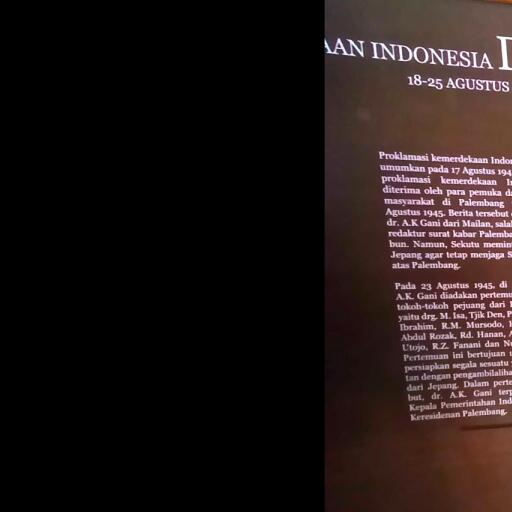 AAN INDONESIA D
18-25 AGUSTUS
Proklamasi kemerdekaan Indon
umumkan pada 17 Agustus 194
proklamasi kemerdekaan In
diterima oleh para pemuka d
masyarakat di Palembang
Agustus 1945. Berita tersebut
dr. A.K Gani dari Mailan, sala
redaktur surat kabar Palemb
bun. Namun, Sekutu memint
Jepang agar tetap menjaga S
atas Palembang.
Pada 23 Agustus 1945, di
A.K. Gani diadakan pertemu
tokoh-tokoh pejuang dari
yaitu drg. M. Isa, Tjik Den, P
Ibrahim, R.M. Mursodo,
Abdul Rozak, Rd. Hanan, A
Utojo, R.Z. Fanani dan Nu
Pertemuan ini bertujuan
persiapkan segala sesuatu
tan dengan pengambilaliha
dari Jepang. Dalam perte
but, dr. A.K. Gani terp
Kepala Pemerintahan Ind
Keresidenan Palembang.